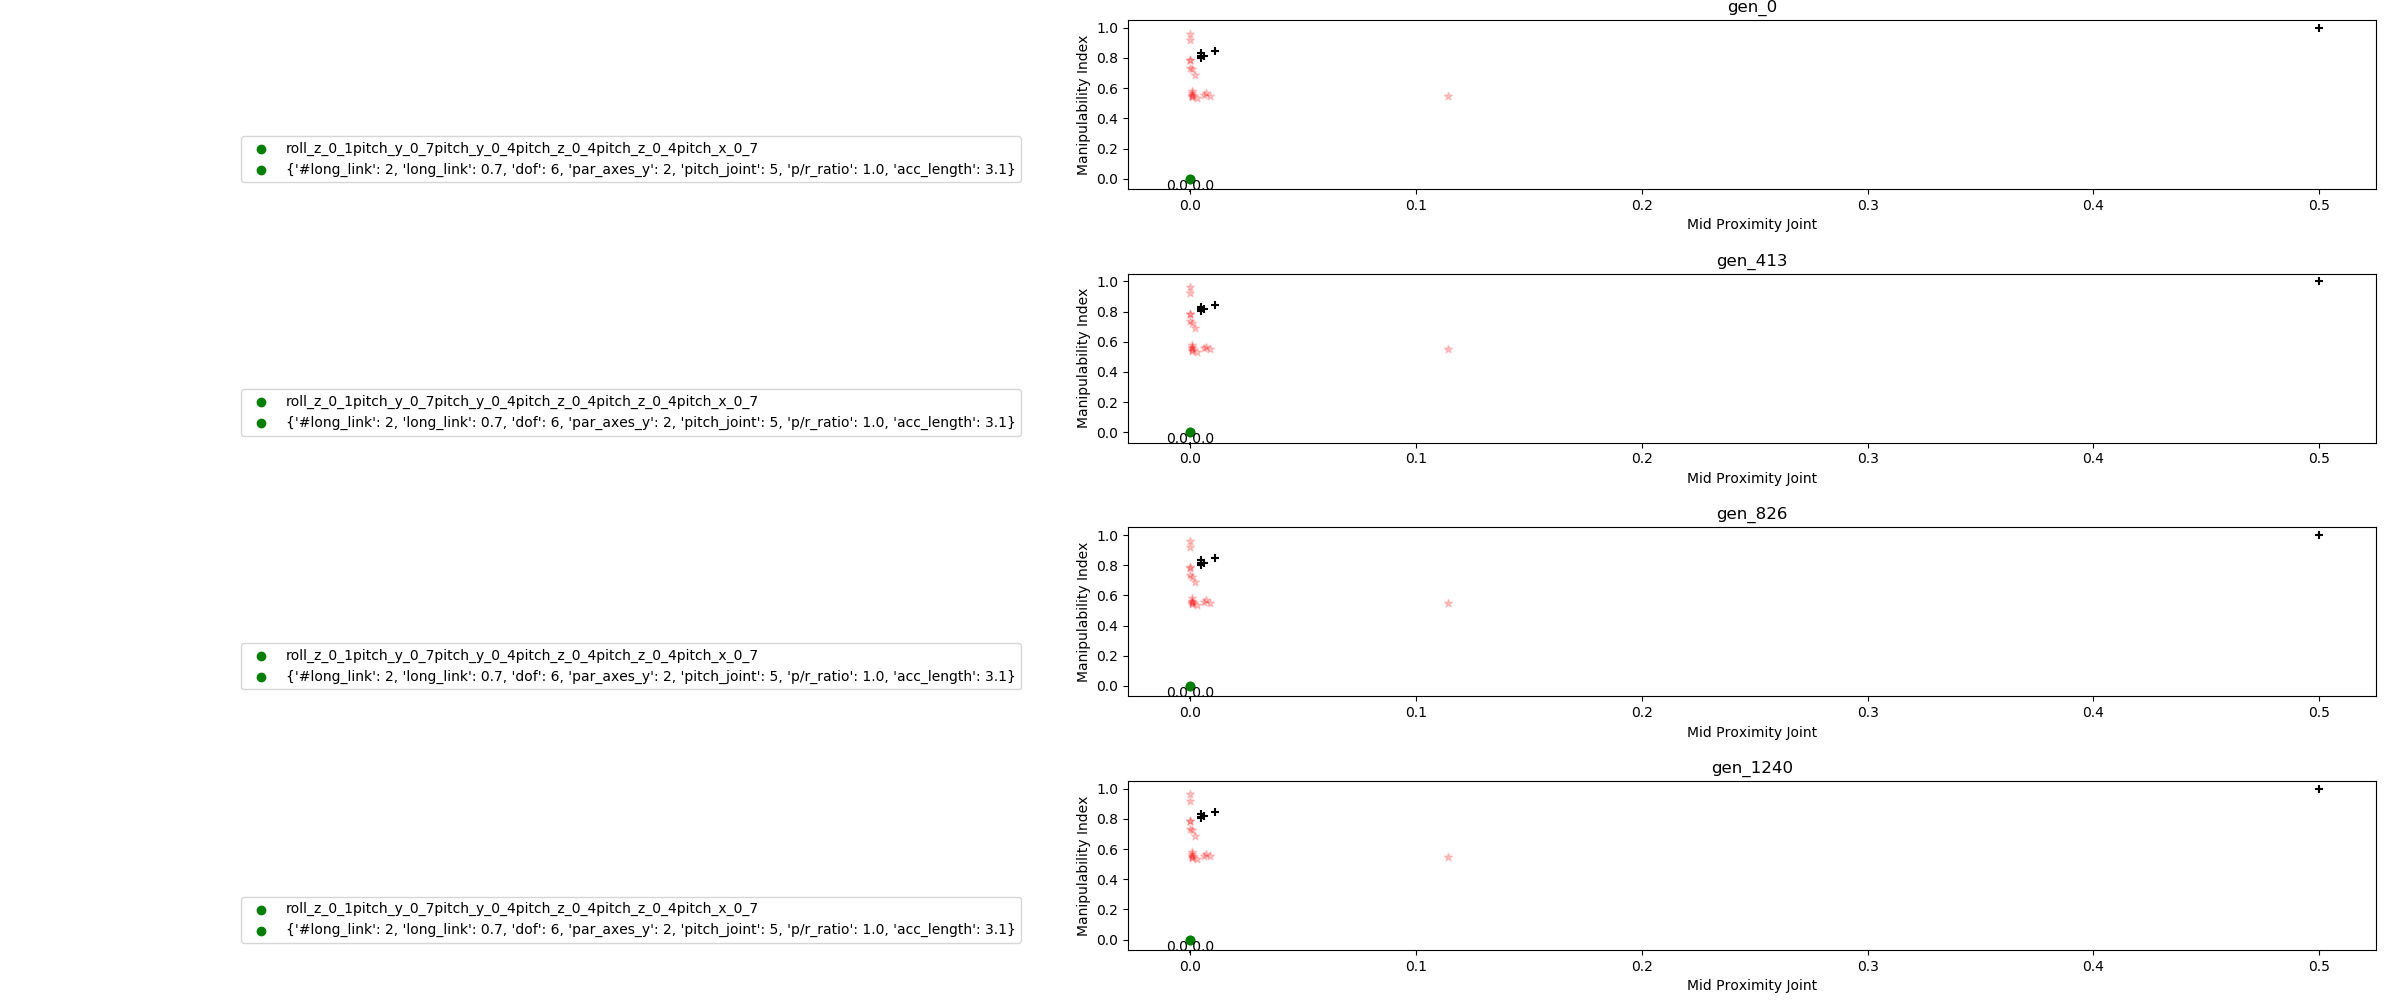 gen_0
1.0
0.8
0.6
0.4
0.2
0.0
Manipulability Index
roll_z_0_1pitch_y_0_7pitch_y_0_4pitch_z_0_4pitch_z_0_4pitch_x_0_7
{'#long_link': 2, 'long_link': 0.7, 'dof': 6, 'par_axes_y': 2, 'pitch_joint': 5, 'p/r_ratio': 1.0, 'acc_length': 3.1}
0.0,0.0
0.0 0.1 0.2 0.3 0.4 0.5
Mid Proximity Joint
gen_413
1.0
0.8
0.6
0.4
0.2
0.0
Manipulability Index
roll_z_0_1pitch_y_0_7pitch_y_0_4pitch_z_0_4pitch_z_0_4pitch_x_0_7
{'#long_link': 2, 'long_link': 0.7, 'dof': 6, 'par_axes_y': 2, 'pitch_joint': 5, 'p/r_ratio': 1.0, 'acc_length': 3.1}
0.0,0.0
0.0 0.1 0.2 0.3 0.4 0.5
Mid Proximity Joint
gen_826
1.0
0.8
0.6
0.4
0.2
0.0
Manipulability Index
roll_z_0_1pitch_y_0_7pitch_y_0_4pitch_z_0_4pitch_z_0_4pitch_x_0_7
{'#long_link': 2, 'long_link': 0.7, 'dof': 6, 'par_axes_y': 2, 'pitch_joint': 5, 'p/r_ratio': 1.0, 'acc_length': 3.1}
0.0,0.0
0.0 0.1 0.2 0.3 0.4 0.5
Mid Proximity Joint
gen_1240
1.0
0.8
0.6
0.4
0.2
0.0
Manipulability Index
roll_z_0_1pitch_y_0_7pitch_y_0_4pitch_z_0_4pitch_z_0_4pitch_x_0_7
{'#long_link': 2, 'long_link': 0.7, 'dof': 6, 'par_axes_y': 2, 'pitch_joint': 5, 'p/r_ratio': 1.0, 'acc_length': 3.1}
0.0,0.0
0.0 0.1 0.2 0.3 0.4 0.5
Mid Proximity Joint